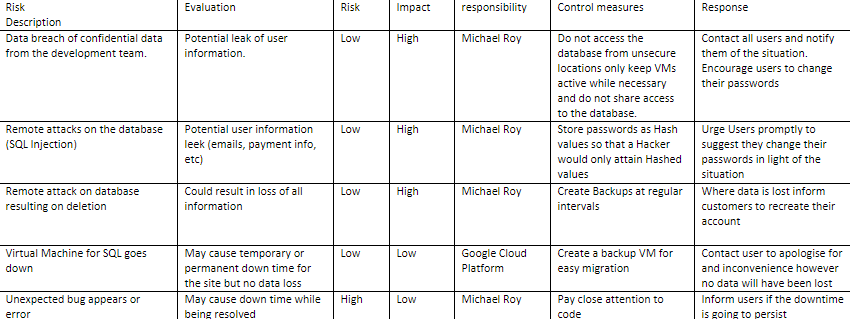 Risk Description Evaluation Risk Impact responsibility Control measures Response
Data breach of confidential data from the development team. Potential leak of user information. Low High Michael Roy Do not access the database from unsecure locations only keep VMs active while necessary and do not share access to the database. Contact all users and notify them of the situation. Encourage users to change their passwords
Remote attacks on the database (SQL Injection) Potential user information leek (emails, payment info, etc) Low High Michael Roy Store passwords as Hash values so that a Hacker would only attain Hashed values Urge Users promptly to suggest they change their passwords in light of the situation
Remote attack on database resulting on deletion Could result in loss of all information Low High Michael Roy Create Backups at regular intervals Where data is lost inform customers to recreate their account
Virtual Machine for SQL goes down May cause temporary or permanent down time for the site but no data loss Low Low Google Cloud Platform Create a backup VM for easy migration Contact user to apologise for and inconvenience however no data will have been lost
Unexpected bug appears or error May cause down time while being resolved High Low Michael Roy Pay close attention to code Inform users if the downtime is going to persist